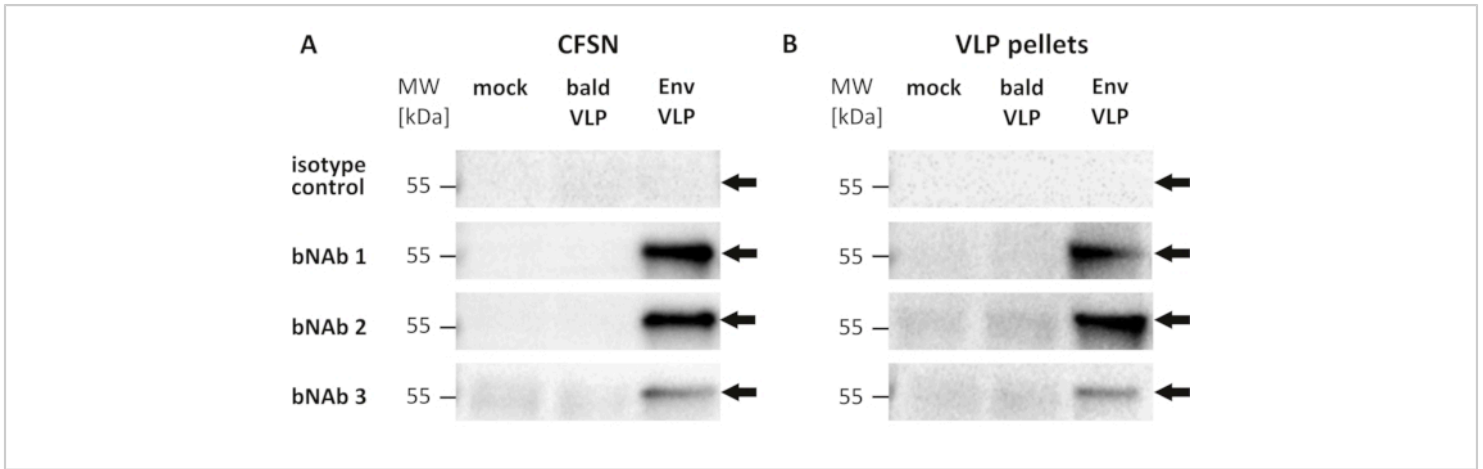 A CFSN
MW mock bald Env
[kDa] VLP VLP
isotype
control 55
bNAb 1 55
bNAb 2 55
bNAb 3 55
B VLP pellets
MW mock bald Env
[kDa] VLP VLP
55
55
55
55